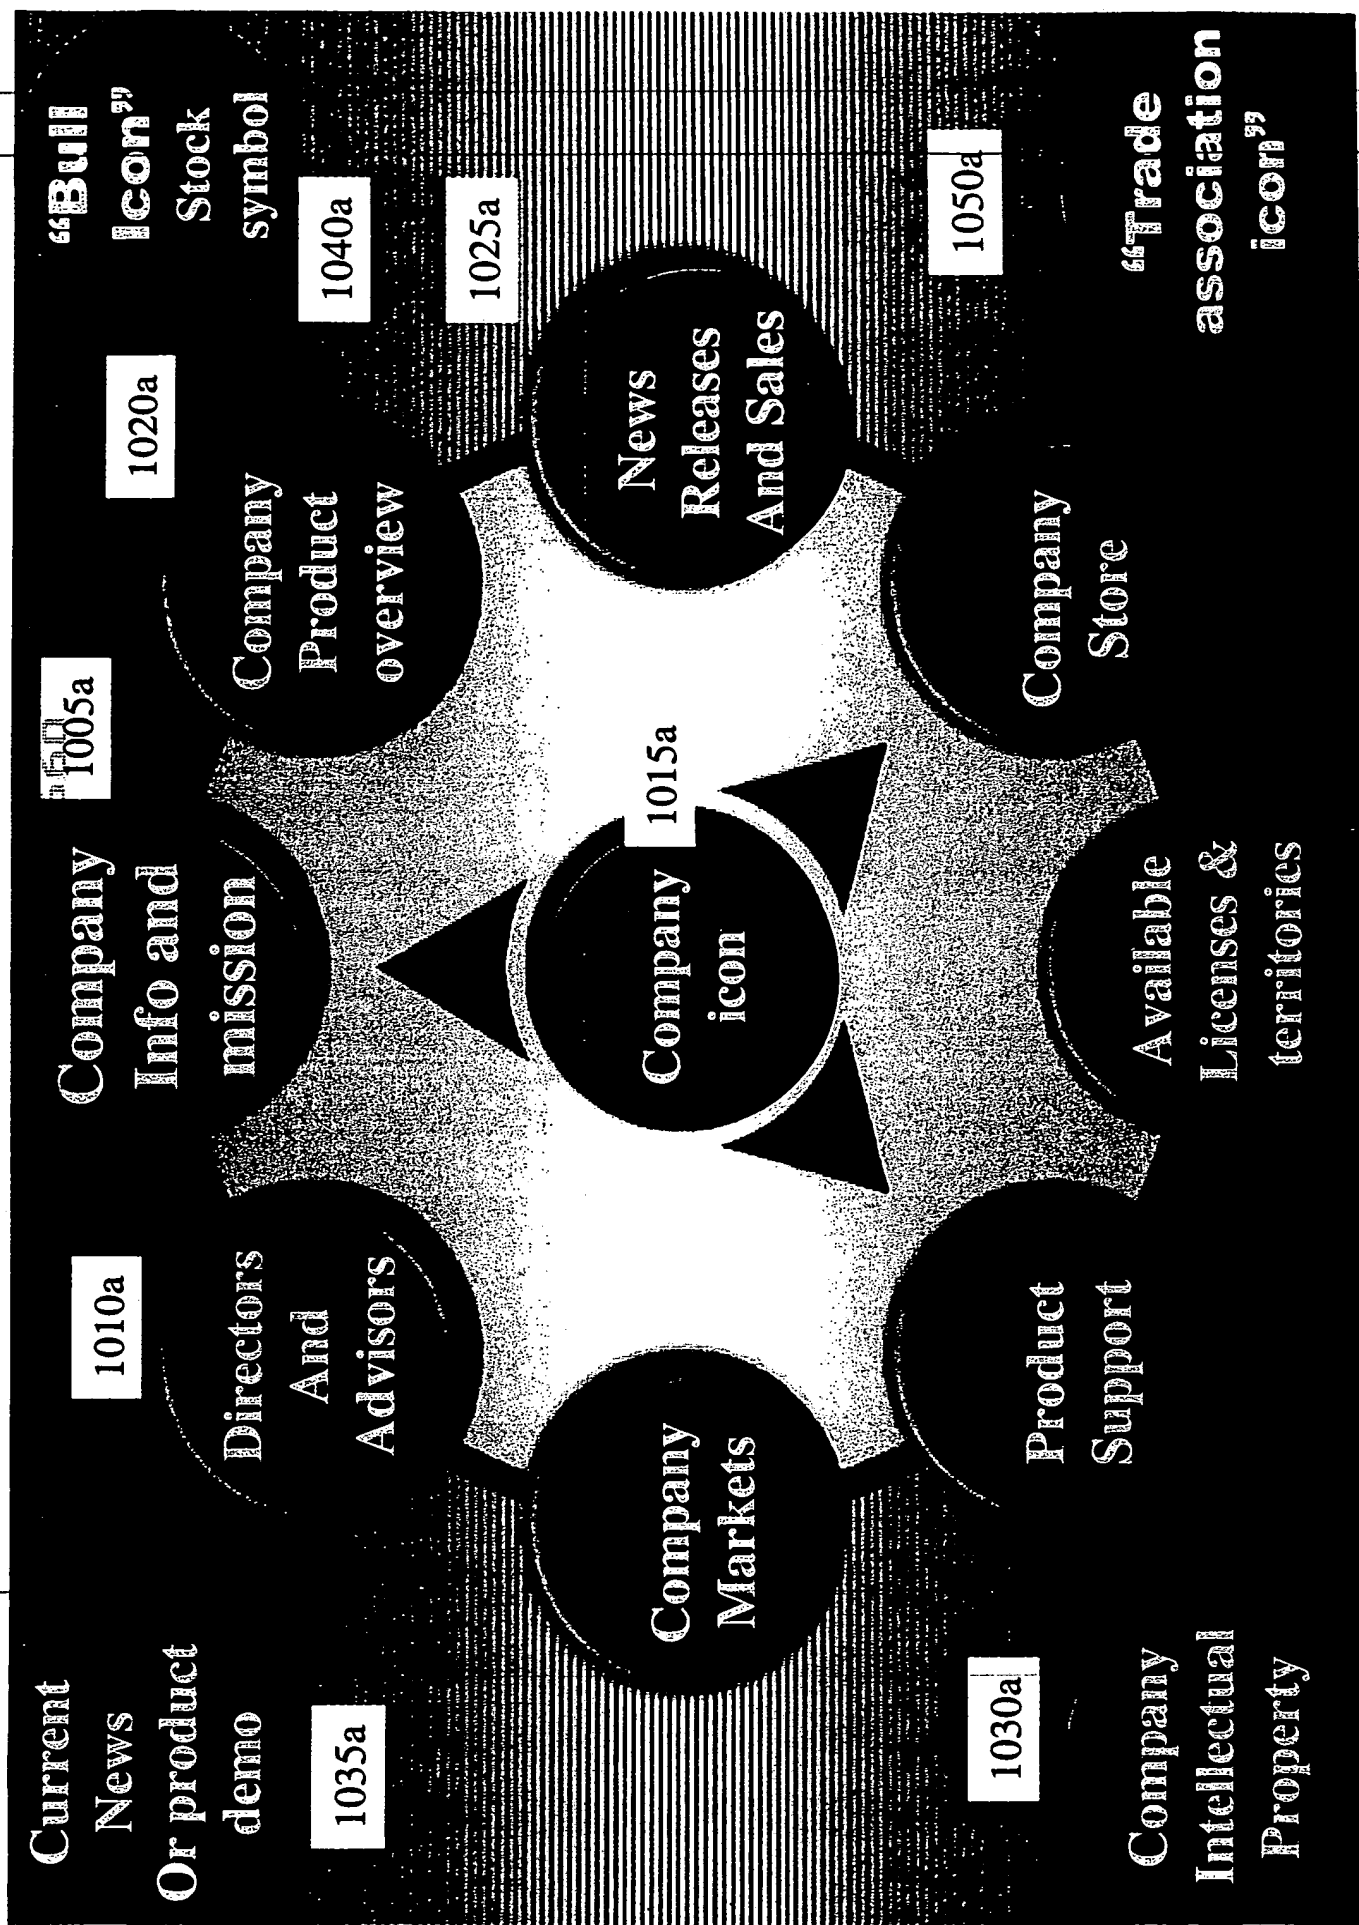 Current
News
Or product
demo
1035a
1010a
Directors
And
Advisors
Company
Info and
mission
1005a
1020a
Company
Product
overview
“Bull
Icon”
Stock
symbol
1040a
1025a
Company
Markets
Company
icon
1015a
News
Releases
And Sales
1030a
Company
Intellectual
Property
Product
Support
Available
Licenses &
territories
Company
Store
1050a
“Trade
association
icon”